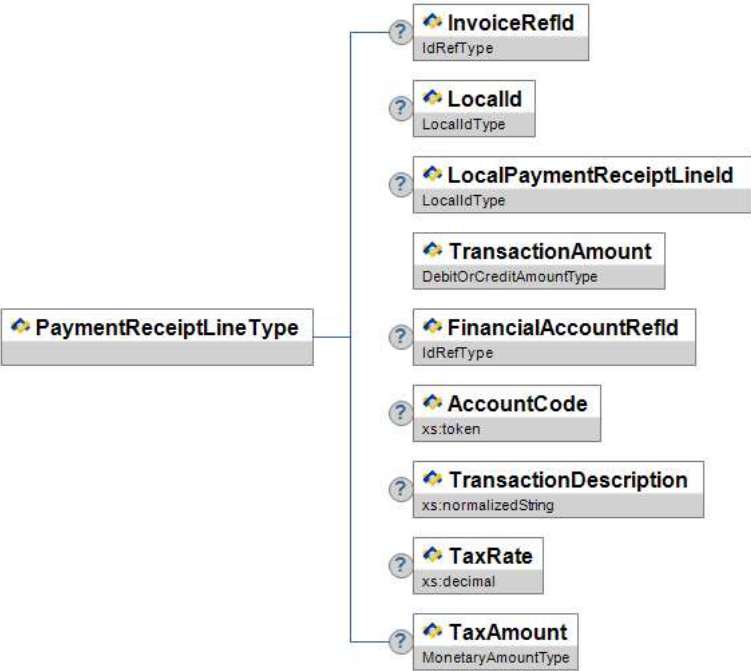 ?
InvoiceRefId
IdRefType
?
LocalId
LocalIdType
?
LocalPaymentReceiptLineId
LocalIdType
TransactionAmount
DebitOrCreditAmountType
PaymentReceiptLineType
?
FinancialAccountRefId
IdRefType
?
AccountCode
xs:token
?
TransactionDescription
xs:normalizedString
?
TaxRate
xs:decimal
?
TaxAmount
MonetaryAmountType